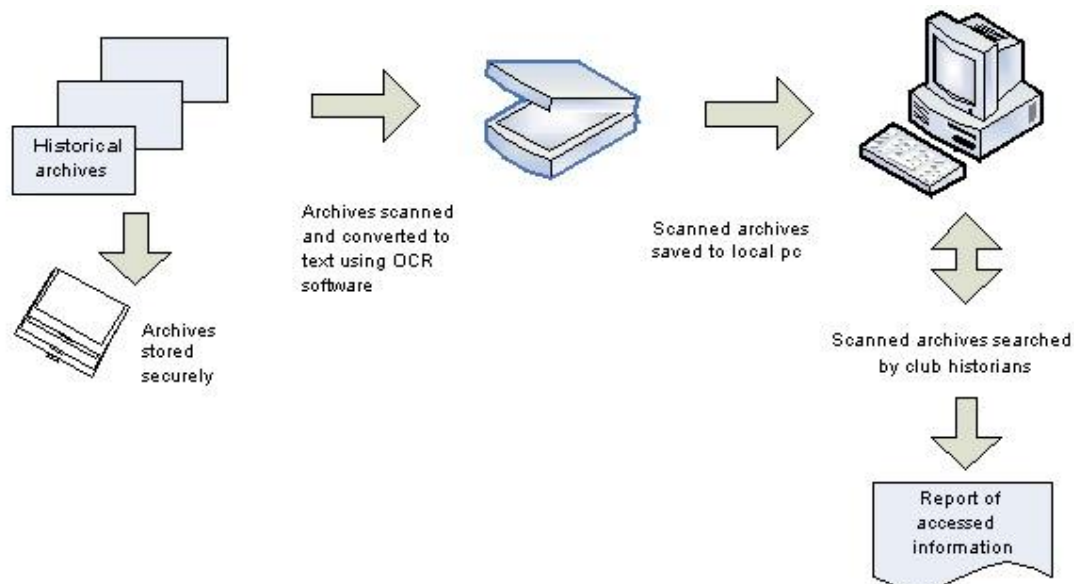 Historical
archives
Archives scanned
and converted to
text using OCR
software
Scanned archives
saved to local pc
Archives
stored
securely
Scanned archives searched
by club historians
Report of
accessed
information